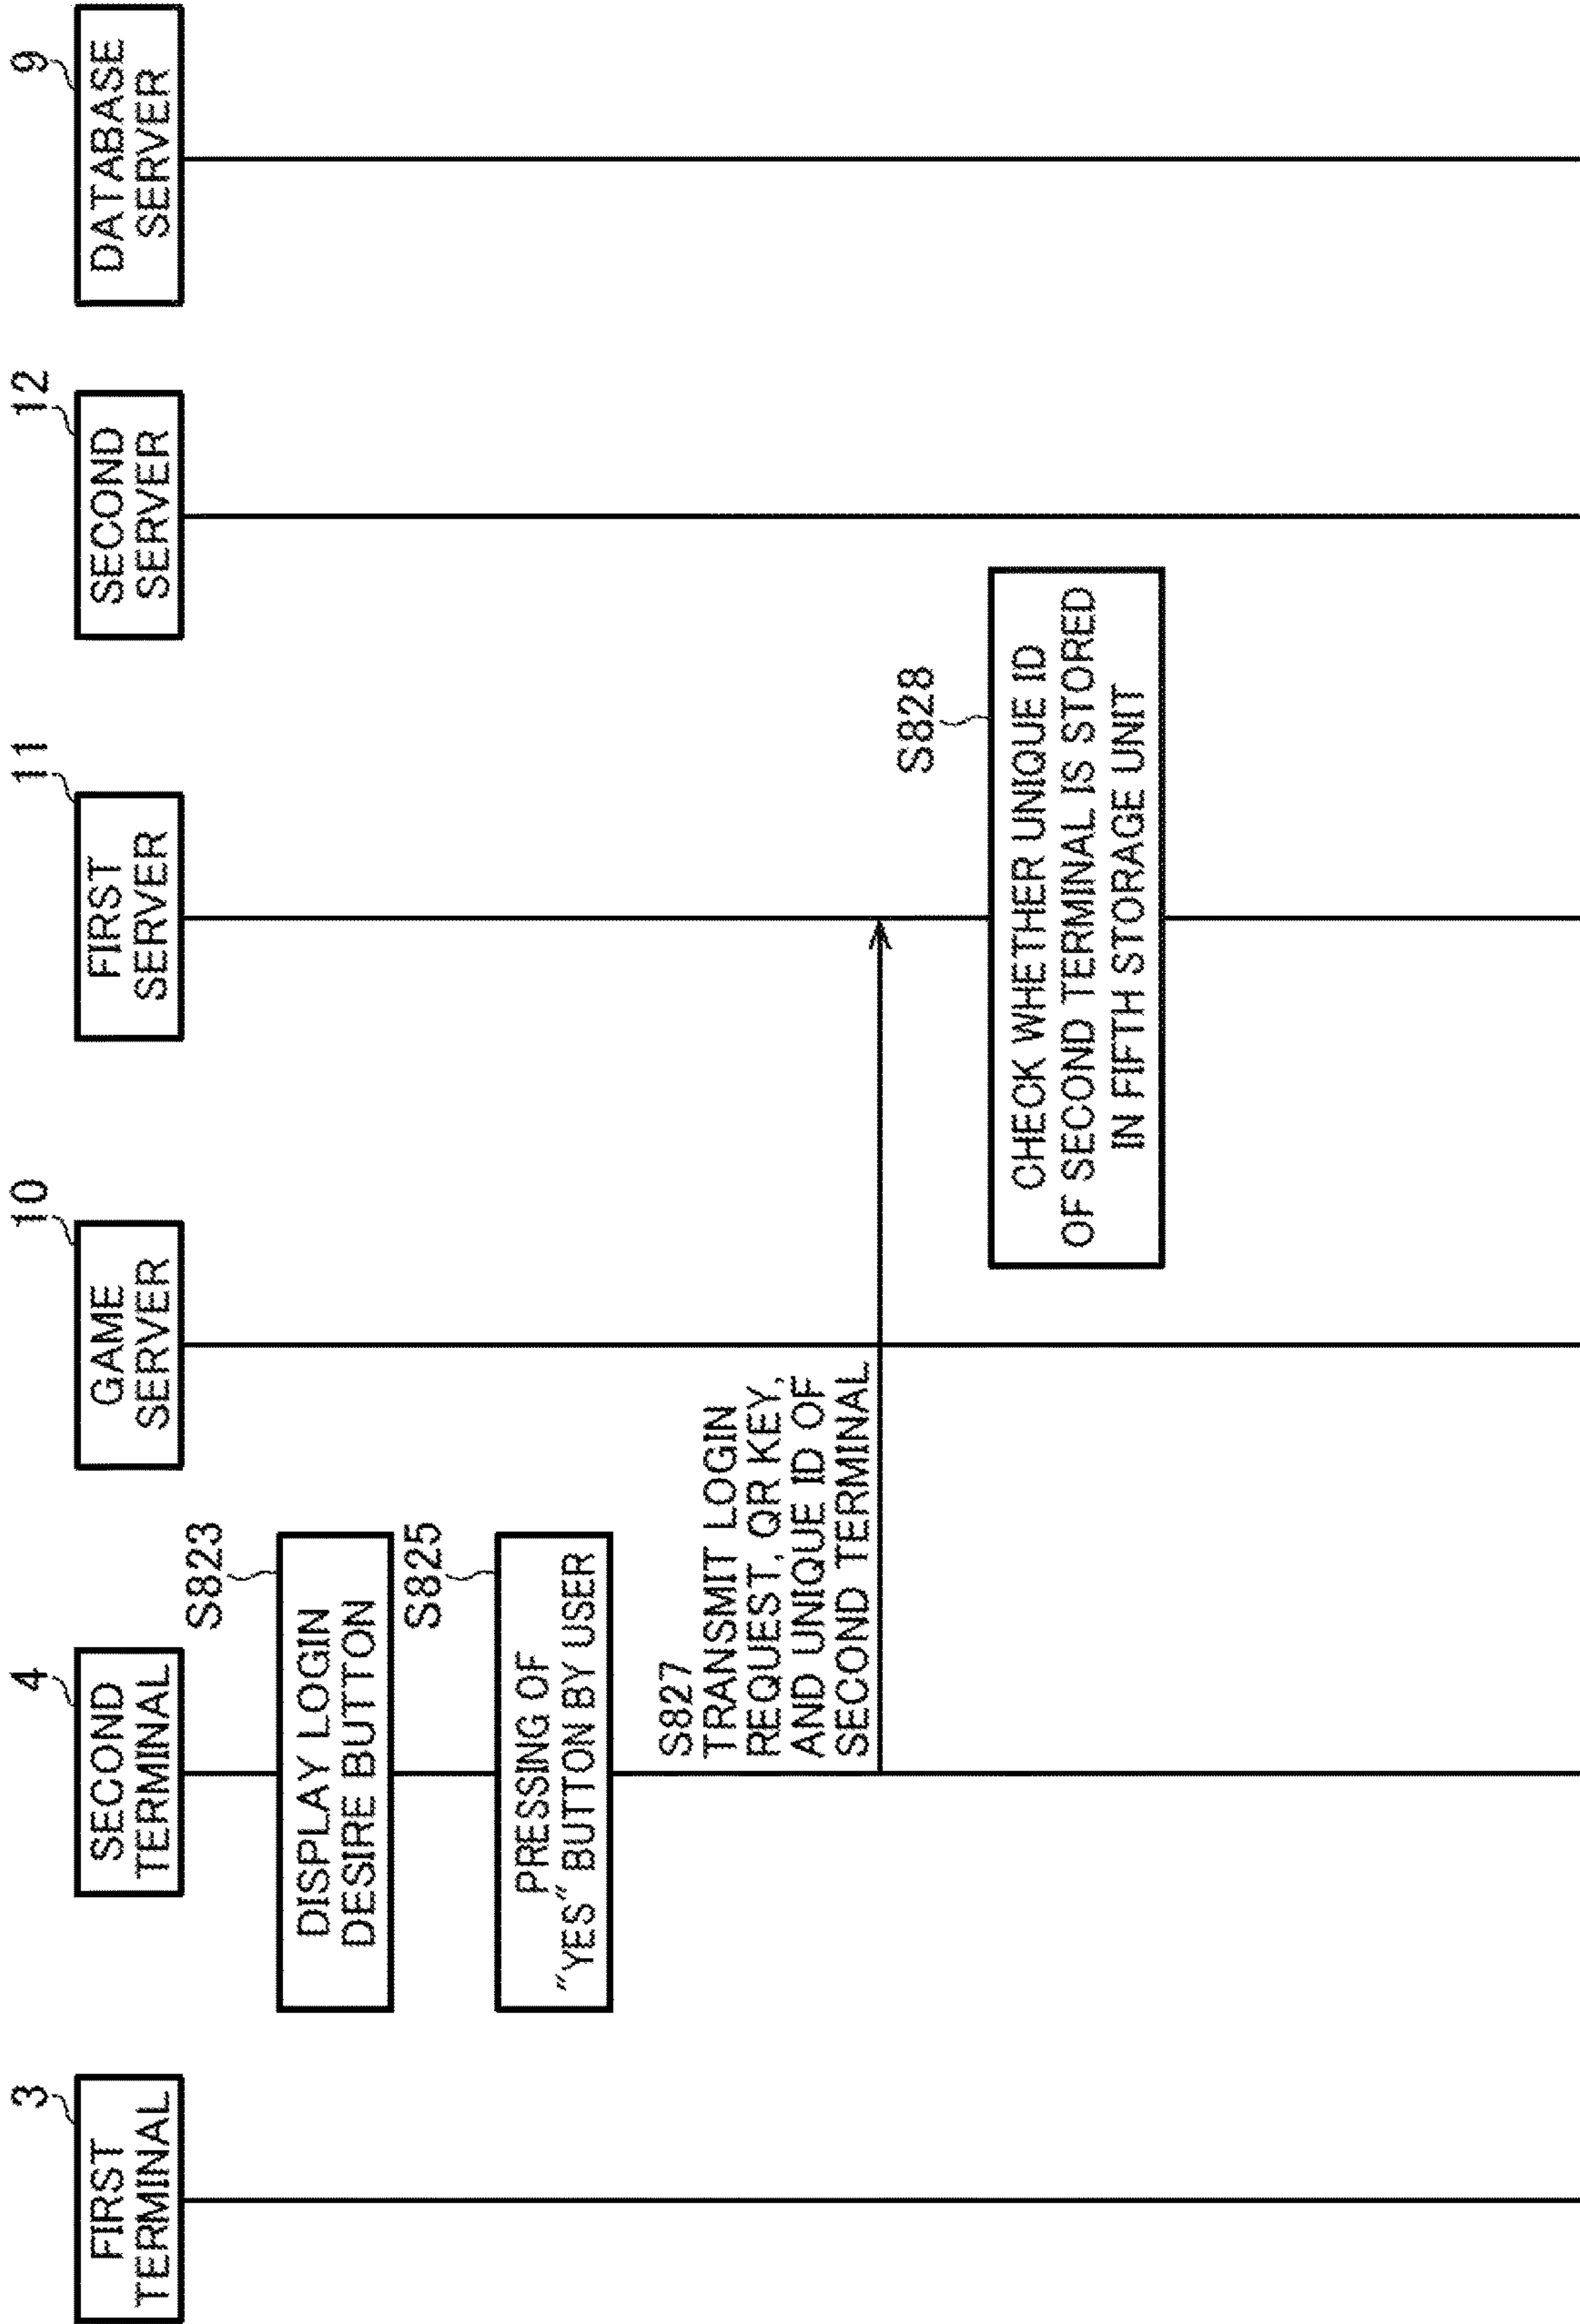 3
FIRST
TERMINAL
4
SECOND
TERMINAL
10
GAME
SERVER
11
FIRST
SERVER
12
SECOND
SERVER
9
DATABASE
SERVER
S823
DISPLAY LOGIN
DESIRE BUTTON
S825
PRESSING OF
"YES" BUTTON BY USER
S827
TRANSMIT LOGIN
REQUEST, QR KEY,
AND UNIQUE ID OF
SECOND TERMINAL
S828
CHECK WHETHER UNIQUE ID
OF SECOND TERMINAL IS STORED
IN FIFTH STORAGE UNIT